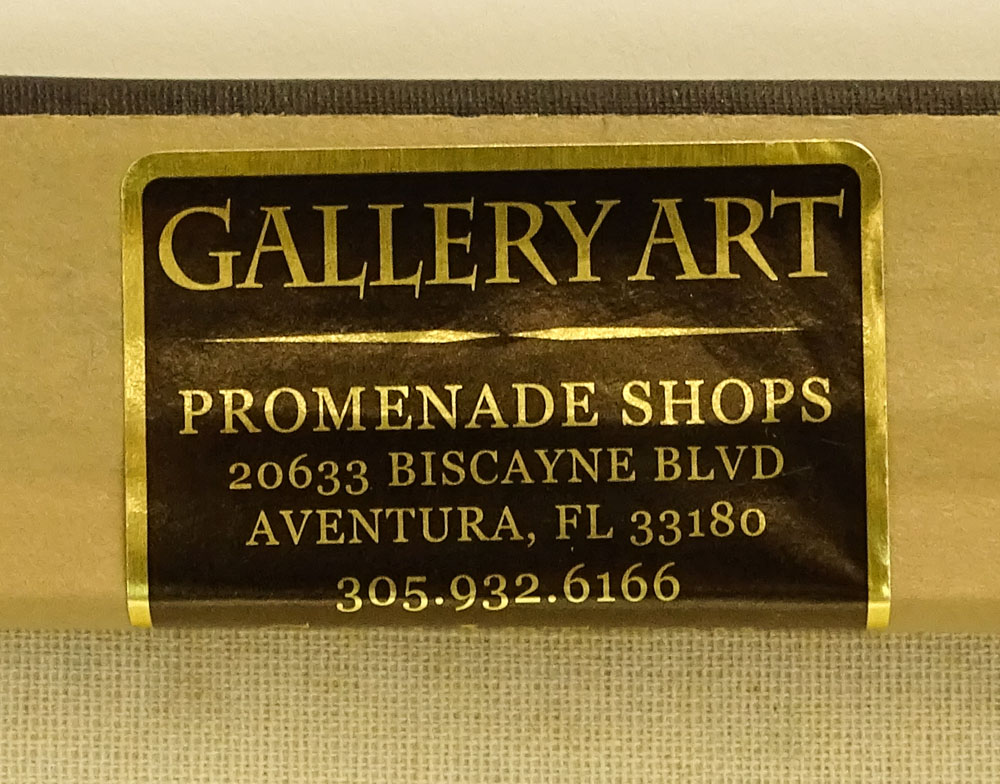 GALLERY ART
PROMENADE SHOPS
20633 BISCAYNE BLVD
AVENTURA, FL 33180
305.932.6166